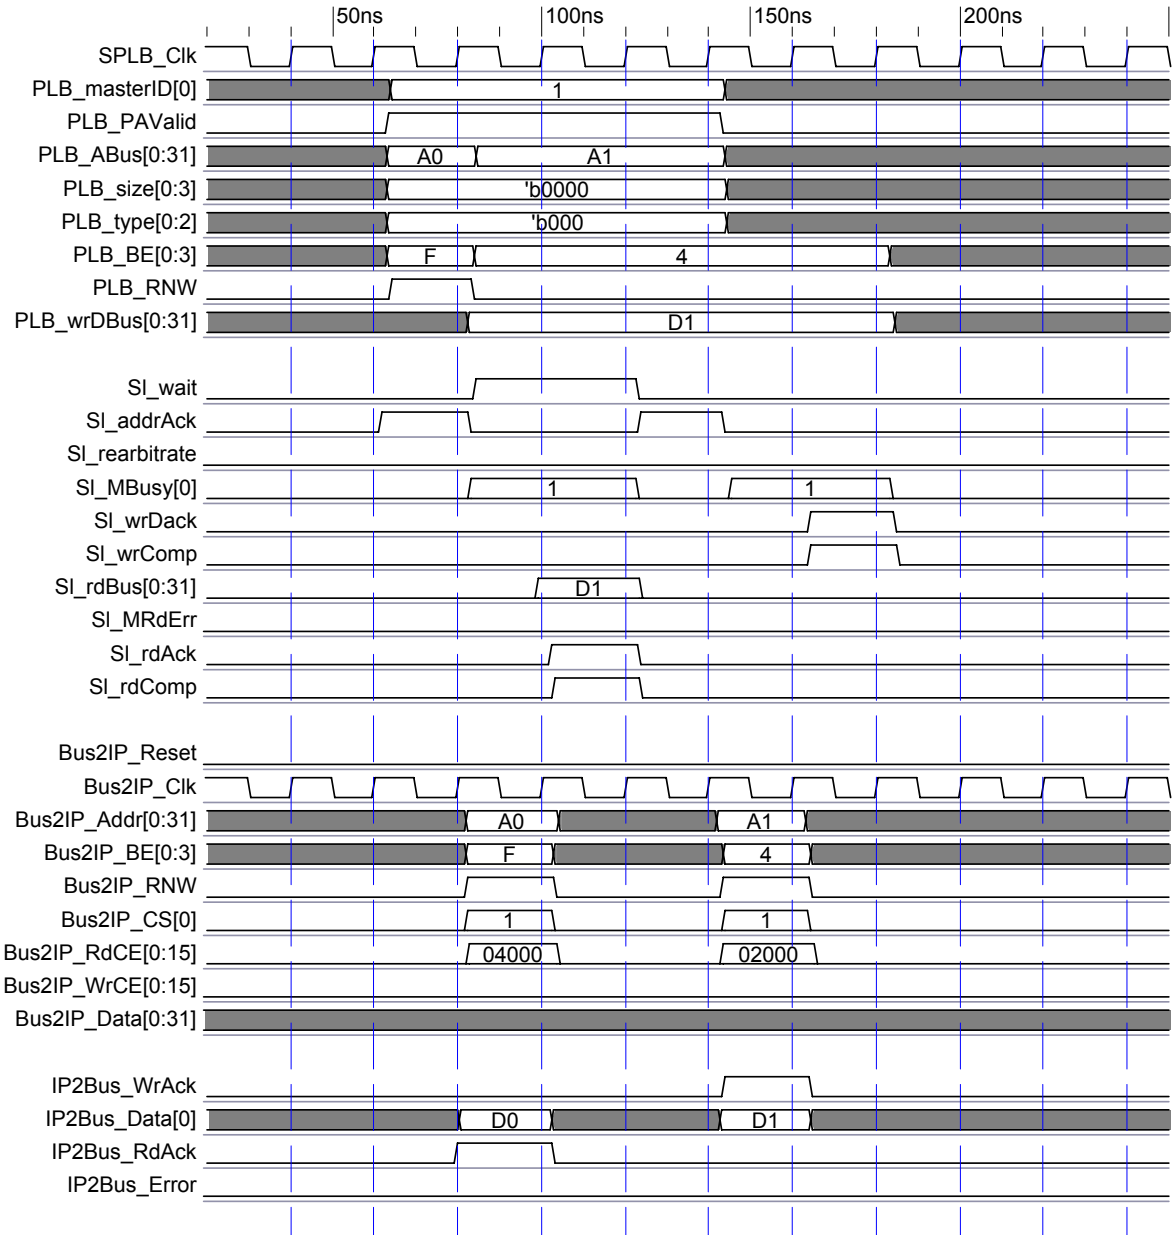 50ns 100ns 150ns 200ns
SPLB_Clk
PLB_masterID[0] 1
PLB_PAValid
PLB_ABus[0:31] A0 A1
PLB_size[0:3] 'b0000
PLB_type[0:2] 'b000
PLB_BE[0:3] F 4
PLB_RNW
PLB_wrDBus[0:31] D1
Sl_wait
Sl_addrAck
Sl_rearbitrate
Sl_MBusy[0] 1 1
Sl_wrDack
Sl_wrComp
Sl_rdBus[0:31] D1
Sl_MRdErr
Sl_rdAck
Sl_rdComp
Bus2IP_Reset
Bus2IP_Clk
Bus2IP_Addr[0:31] A0 A1
Bus2IP_BE[0:3] F 4
Bus2IP_RNW
Bus2IP_CS[0] 1 1
Bus2IP_RdCE[0:15] 04000 02000
Bus2IP_WrCE[0:15]
Bus2IP_Data[0:31]
IP2Bus_WrAck
IP2Bus_Data[0] D0 D1
IP2Bus_RdAck
IP2Bus_Error